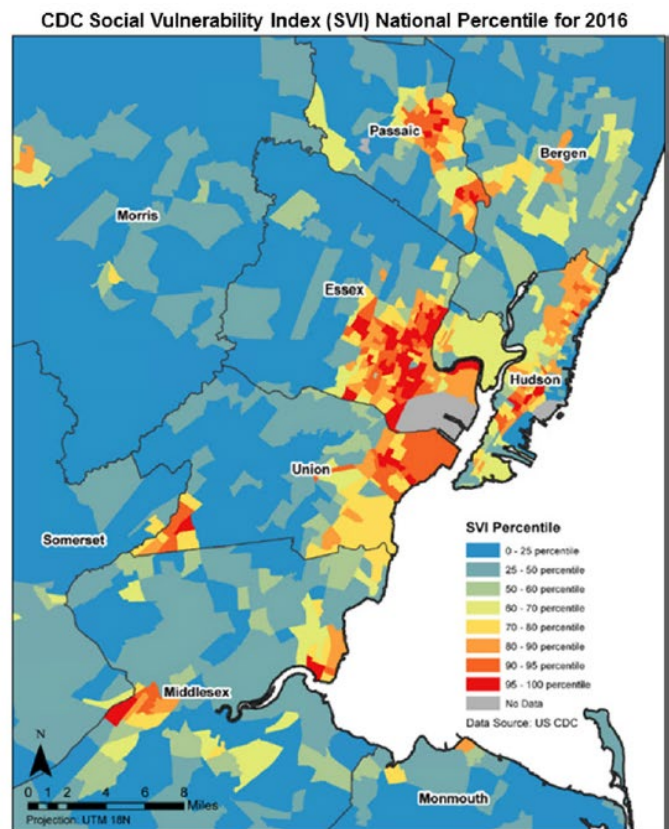 CDC Social Vulnerability Index (SVI) National Percentile for 2016
Passaic
Bergen
Morris
Essex
Hudson
Union
Somerset
Middlesex
Monmouth
SVI Percentile
0 - 25 percentile
25 - 50 percentile
50 - 60 percentile
60 - 70 percentile
70 - 80 percentile
80 - 90 percentile
90 - 95 percentile
95 - 100 percentile
No Data
Data Source: US CDC
N
0 1 2 4 6 8
Miles
Projection: UTM 18N